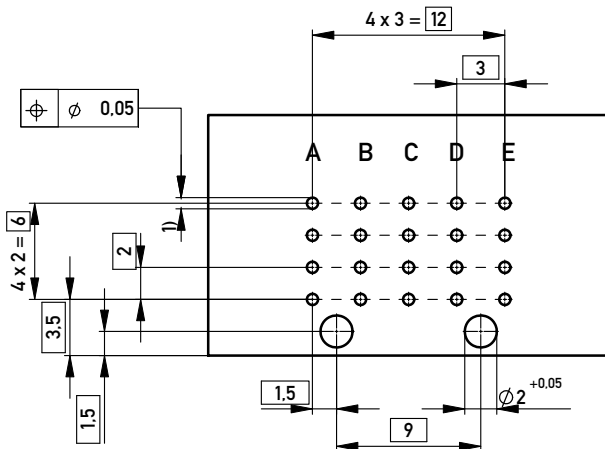 4 x 3 = 12
3
⌖ ⌀ 0,05
A B C D E
1)
4 x 2 = 6
2
3,5
1,5
1,5
⌀2 +0,05
9